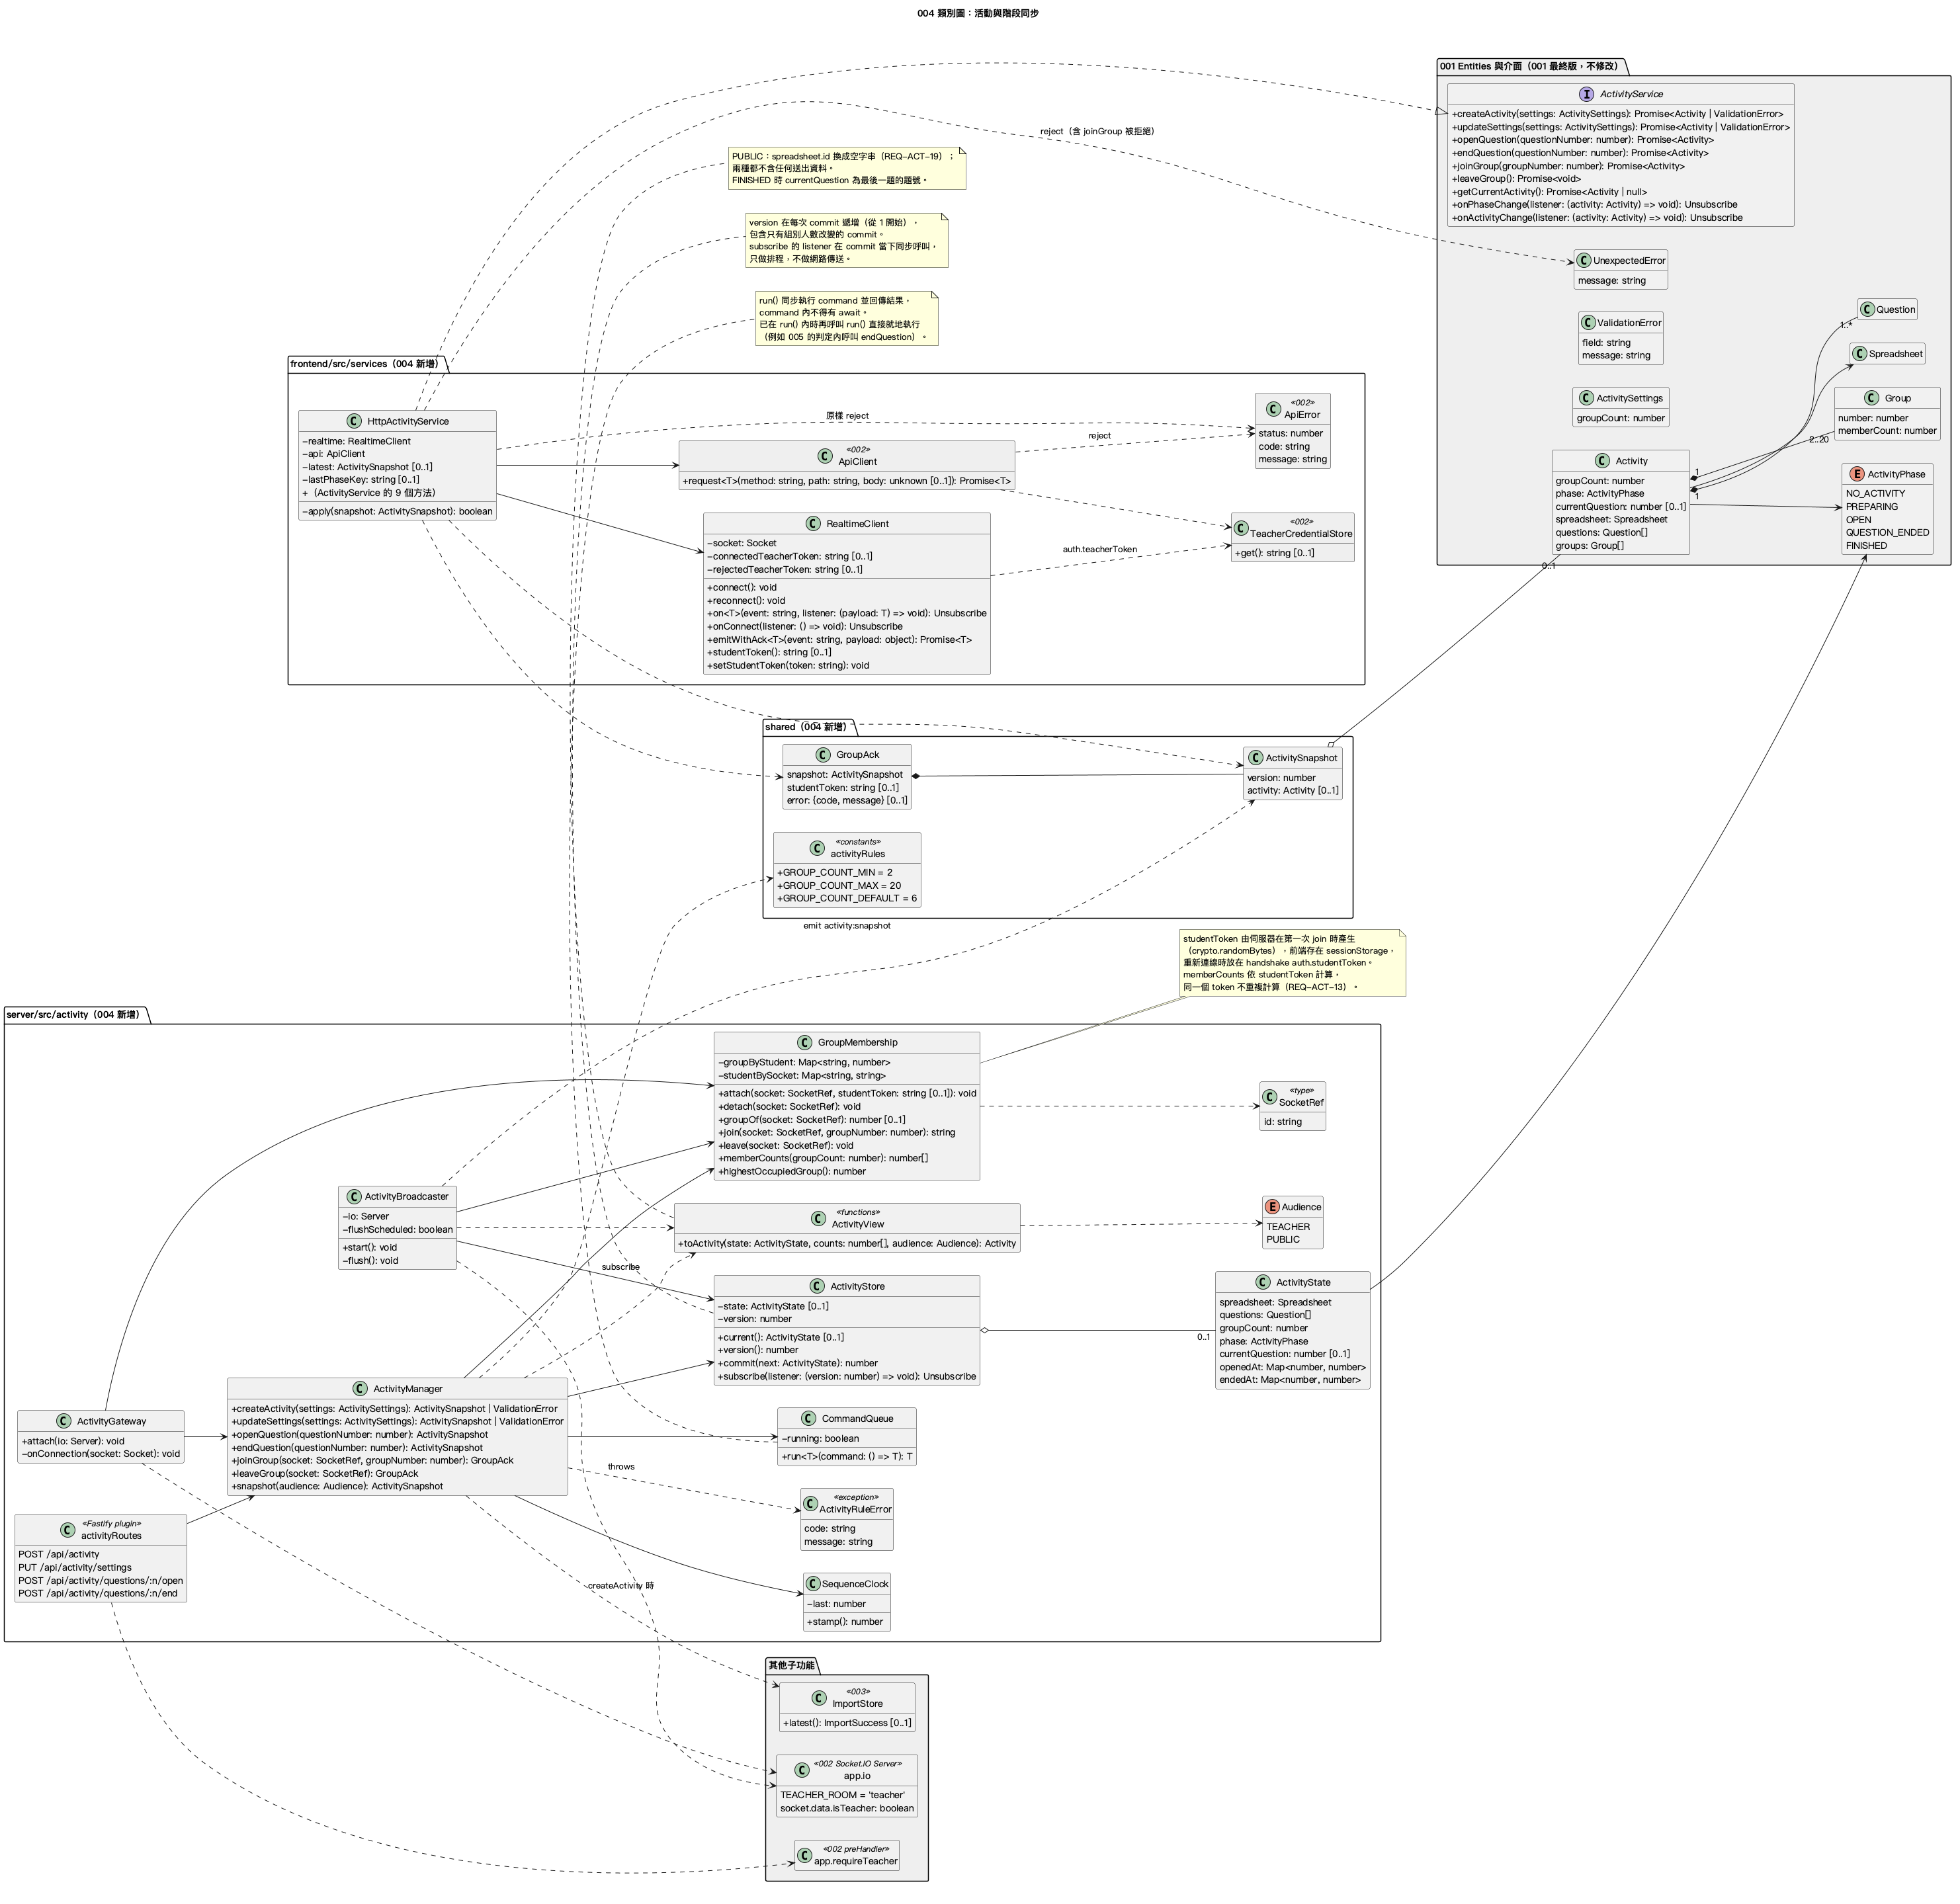 004 類別圖：活動與階段同步
001 Entities 與介面（001 最終版，不修改）
ActivityService
+createActivity(settings: ActivitySettings): Promise<Activity | ValidationError>
+updateSettings(settings: ActivitySettings): Promise<Activity | ValidationError>
+openQuestion(questionNumber: number): Promise<Activity>
+endQuestion(questionNumber: number): Promise<Activity>
+joinGroup(groupNumber: number): Promise<Activity>
+leaveGroup(): Promise<void>
+getCurrentActivity(): Promise<Activity | null>
+onPhaseChange(listener: (activity: Activity) => void): Unsubscribe
+onActivityChange(listener: (activity: Activity) => void): Unsubscribe
reject（含 joinGroup 被拒絕）
UnexpectedError
message: string
ValidationError
field: string
message: string
ActivitySettings
groupCount: number
Question
1..*
Spreadsheet
Group
number: number
memberCount: number
2..20
Activity
groupCount: number
phase: ActivityPhase
currentQuestion: number [0..1]
spreadsheet: Spreadsheet
questions: Question[]
groups: Group[]
1
1
0..1
ActivityPhase
NO_ACTIVITY
PREPARING
OPEN
QUESTION_ENDED
FINISHED
PUBLIC：spreadsheet.id 換成空字串（REQ-ACT-19）；
兩種都不含任何送出資料。
FINISHED 時 currentQuestion 為最後一題的題號。
version 在每次 commit 遞增（從 1 開始），
包含只有組別人數改變的 commit。
subscribe 的 listener 在 commit 當下同步呼叫，
只做排程，不做網路傳送。
run() 同步執行 command 並回傳結果，
command 內不得有 await。
已在 run() 內時再呼叫 run() 直接就地執行
（例如 005 的判定內呼叫 endQuestion）。
frontend/src/services（004 新增）
HttpActivityService
−realtime: RealtimeClient
−api: ApiClient
−latest: ActivitySnapshot [0..1]
−lastPhaseKey: string [0..1]
+（ActivityService 的 9 個方法）
−apply(snapshot: ActivitySnapshot): boolean
原樣 reject
«002»
ApiClient
+request<T>(method: string, path: string, body: unknown [0..1]): Promise<T>
reject
«002»
ApiError
status: number
code: string
message: string
RealtimeClient
−socket: Socket
−connectedTeacherToken: string [0..1]
−rejectedTeacherToken: string [0..1]
+connect(): void
+reconnect(): void
+on<T>(event: string, listener: (payload: T) => void): Unsubscribe
+onConnect(listener: () => void): Unsubscribe
+emitWithAck<T>(event: string, payload: object): Promise<T>
+studentToken(): string [0..1]
+setStudentToken(token: string): void
auth.teacherToken
«002»
TeacherCredentialStore
+get(): string [0..1]
shared（004 新增）
GroupAck
snapshot: ActivitySnapshot
studentToken: string [0..1]
error: {code, message} [0..1]
ActivitySnapshot
version: number
activity: Activity [0..1]
«constants»
activityRules
+GROUP_COUNT_MIN = 2
+GROUP_COUNT_MAX = 20
+GROUP_COUNT_DEFAULT = 6
emit activity:snapshot
studentToken 由伺服器在第一次 join 時產生
（crypto.randomBytes），前端存在 sessionStorage，
重新連線時放在 handshake auth.studentToken。
memberCounts 依 studentToken 計算，
同一個 token 不重複計算（REQ-ACT-13）。
server/src/activity（004 新增）
GroupMembership
−groupByStudent: Map<string, number>
−studentBySocket: Map<string, string>
+attach(socket: SocketRef, studentToken: string [0..1]): void
+detach(socket: SocketRef): void
+groupOf(socket: SocketRef): number [0..1]
+join(socket: SocketRef, groupNumber: number): string
+leave(socket: SocketRef): void
+memberCounts(groupCount: number): number[]
+highestOccupiedGroup(): number
«type»
SocketRef
id: string
ActivityBroadcaster
−io: Server
−flushScheduled: boolean
+start(): void
−flush(): void
«functions»
ActivityView
+toActivity(state: ActivityState, counts: number[], audience: Audience): Activity
Audience
TEACHER
PUBLIC
subscribe
ActivityStore
−state: ActivityState [0..1]
−version: number
+current(): ActivityState [0..1]
+version(): number
+commit(next: ActivityState): number
+subscribe(listener: (version: number) => void): Unsubscribe
0..1
ActivityState
spreadsheet: Spreadsheet
questions: Question[]
groupCount: number
phase: ActivityPhase
currentQuestion: number [0..1]
openedAt: Map<number, number>
endedAt: Map<number, number>
ActivityGateway
+attach(io: Server): void
−onConnection(socket: Socket): void
ActivityManager
+createActivity(settings: ActivitySettings): ActivitySnapshot | ValidationError
+updateSettings(settings: ActivitySettings): ActivitySnapshot | ValidationError
+openQuestion(questionNumber: number): ActivitySnapshot
+endQuestion(questionNumber: number): ActivitySnapshot
+joinGroup(socket: SocketRef, groupNumber: number): GroupAck
+leaveGroup(socket: SocketRef): GroupAck
+snapshot(audience: Audience): ActivitySnapshot
CommandQueue
−running: boolean
+run<T>(command: () => T): T
throws
«exception»
ActivityRuleError
code: string
message: string
«Fastify plugin»
activityRoutes
POST /api/activity
PUT /api/activity/settings
POST /api/activity/questions/:n/open
POST /api/activity/questions/:n/end
createActivity 時
SequenceClock
−last: number
+stamp(): number
其他子功能
«003»
ImportStore
+latest(): ImportSuccess [0..1]
«002 Socket.IO Server»
app.io
TEACHER_ROOM = 'teacher'
socket.data.isTeacher: boolean
«002 preHandler»
app.requireTeacher